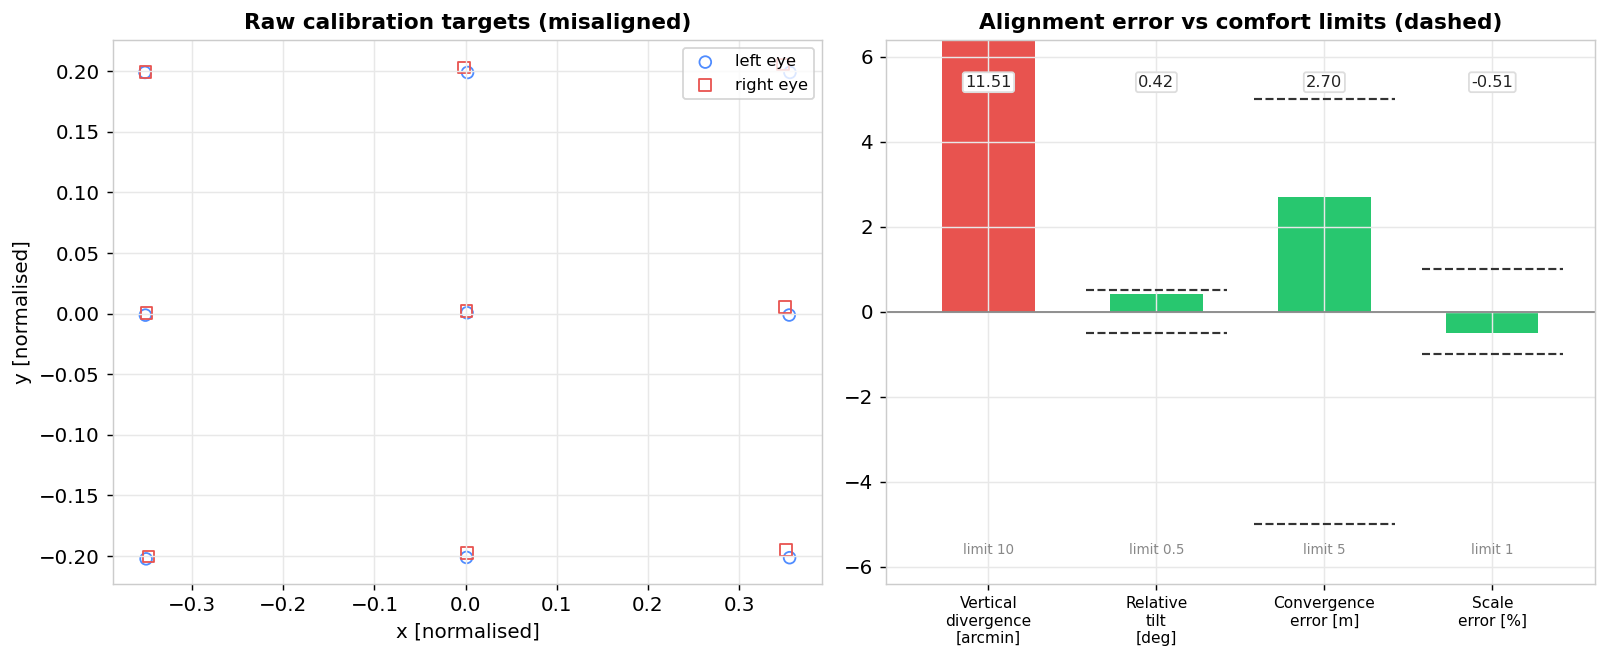 Raw calibration targets (misaligned)
left eye
right eye
0.20
0.15
0.10
0.05
0.00
−0.05
−0.10
−0.15
−0.20
y [normalised]
−0.3
−0.2
−0.1
0.0
0.1
0.2
0.3
x [normalised]
Alignment error vs comfort limits (dashed)
6
4
2
0
−2
−4
−6
11.51
0.42
2.70
-0.51
limit 10
limit 0.5
limit 5
limit 1
Vertical
divergence
[arcmin]
Relative
tilt
[deg]
Convergence
error [m]
Scale
error [%]